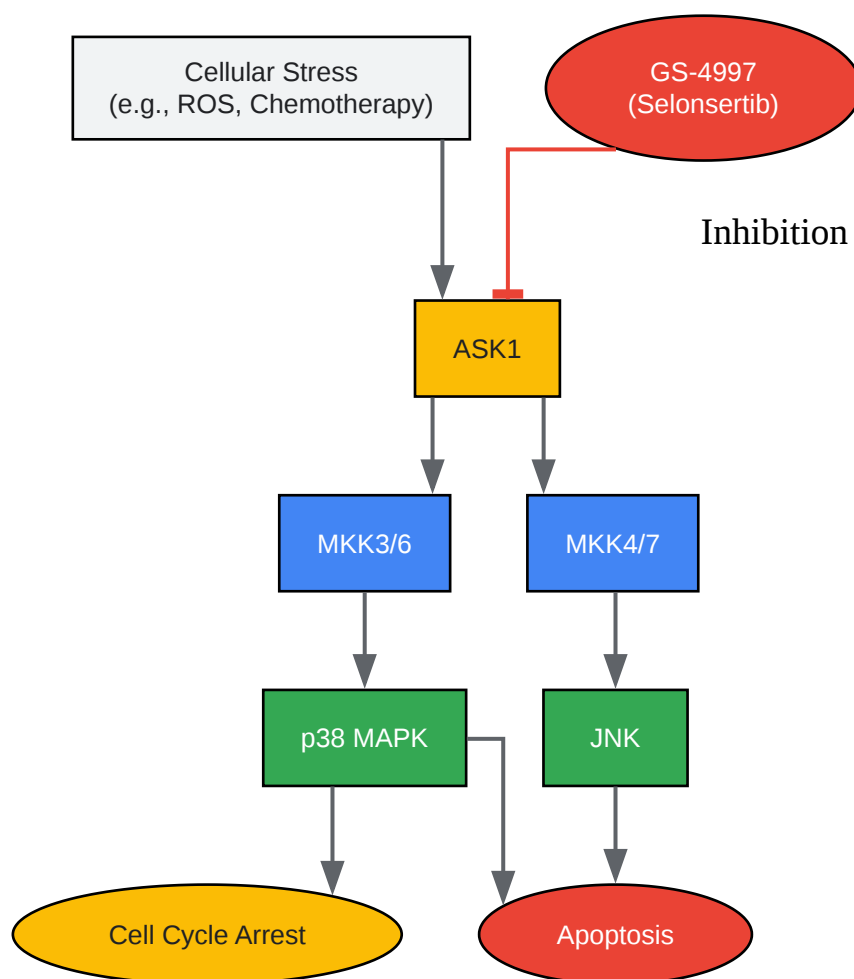 Cellular Stress
(e.g., ROS, Chemotherapy)
GS-4997
(Selonsertib)
Inhibition
ASK1
MKK3/6
MKK4/7
p38 MAPK
JNK
Cell Cycle Arrest
Apoptosis